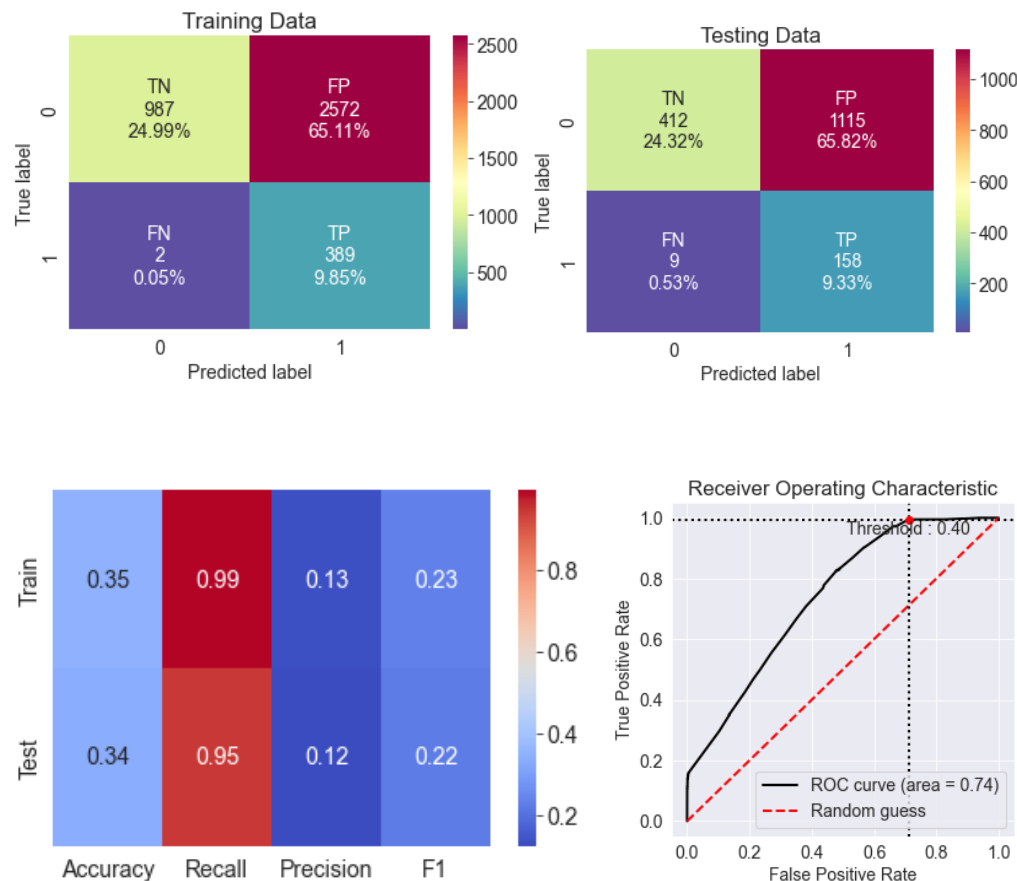 Training Data
TN
987
24.99%
FP
2572
65.11%
FN
2
0.05%
TP
389
9.85%
0
1
True label
0
1
Predicted label
2500
2000
1500
1000
500
Testing Data
TN
412
24.32%
FP
1115
65.82%
FN
9
0.53%
TP
158
9.33%
0
1
True label
0
1
Predicted label
1000
800
600
400
200
Train
0.35
0.99
0.13
0.23
Test
0.34
0.95
0.12
0.22
Accuracy
Recall
Precision
F1
0.8
0.6
0.4
0.2
Receiver Operating Characteristic
Threshold : 0.40
True Positive Rate
1.0
0.8
0.6
0.4
0.2
0.0
ROC curve (area = 0.74)
Random guess
0.0
0.2
0.4
0.6
0.8
1.0
False Positive Rate